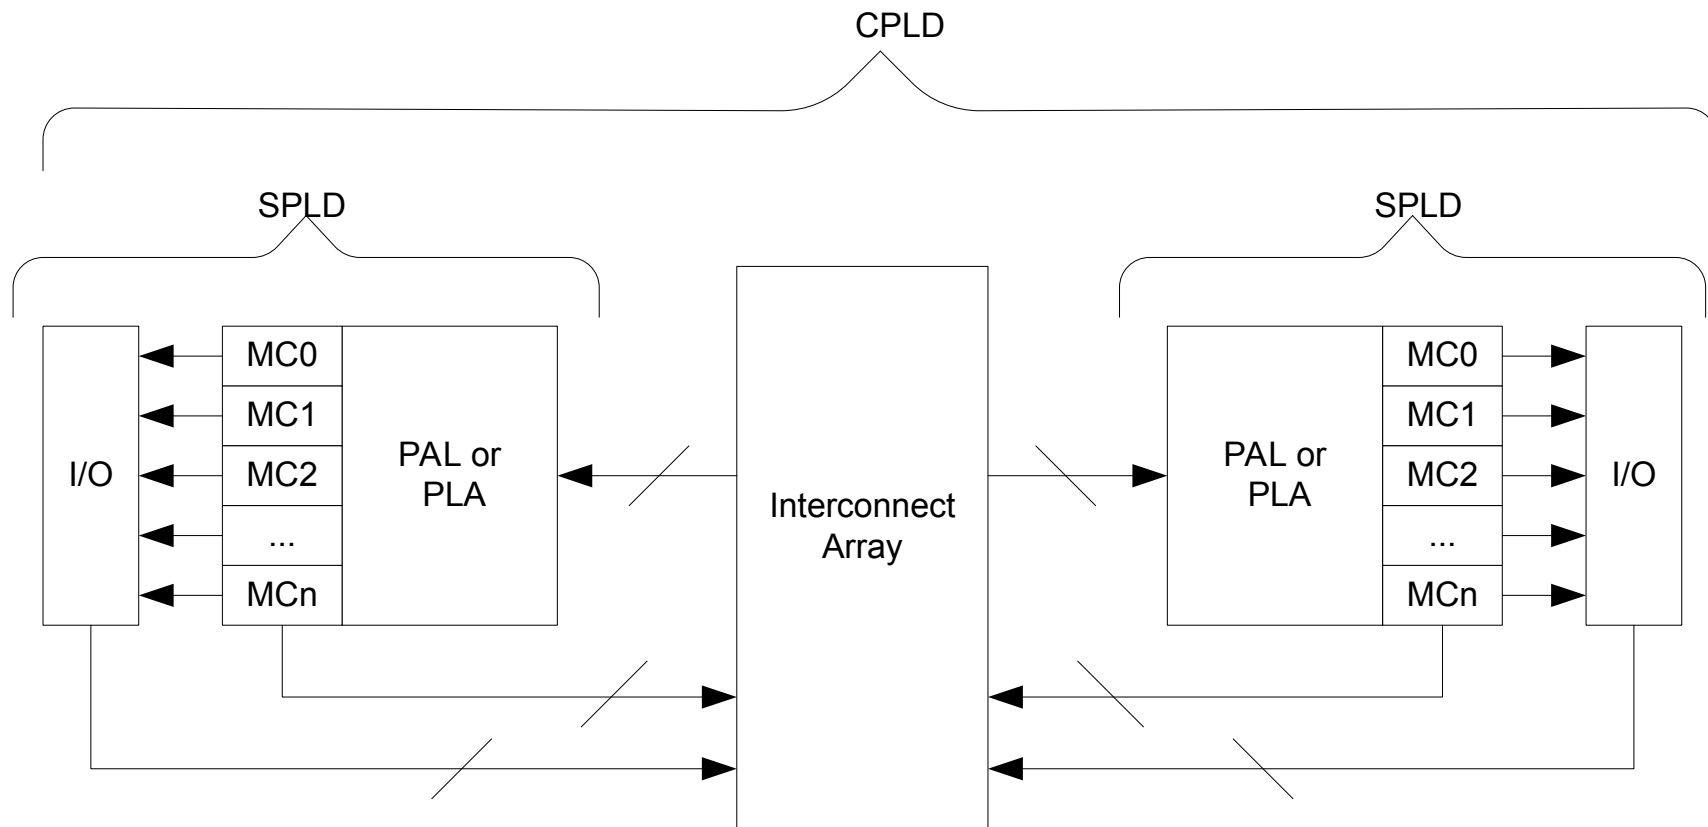 CPLD
SPLD
SPLD
I/O
MC0
MC1
MC2
...
MCn
PAL or
PLA
Interconnect
Array
PAL or
PLA
MC0
MC1
MC2
...
MCn
I/O